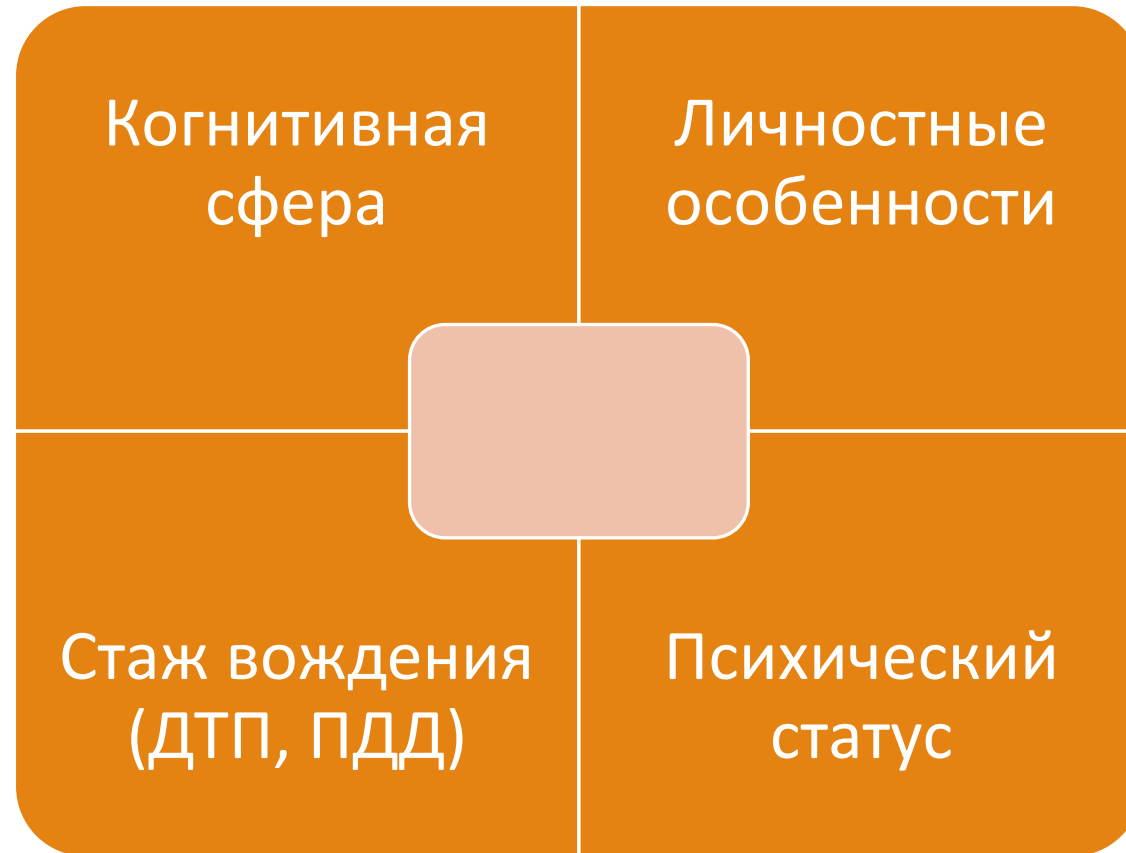 Когнитивная
сфера
Личностные
особенности
Стаж вождения
(ДТП, ПДД)
Психический
статус